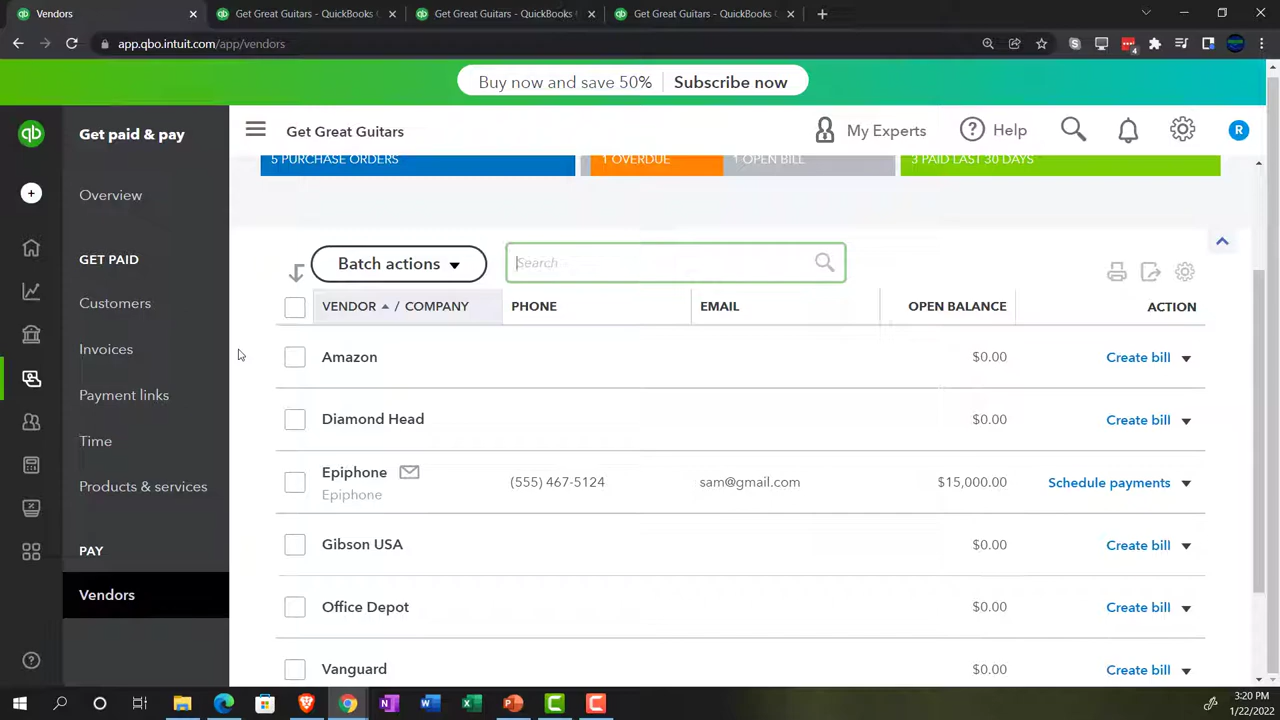 Vendors
Get Great Guitars - QuickBooks
Get Great Guitars - QuickBooks
Get Great Guitars - QuickBooks
app.qbo.intuit.com/app/vendors
4
Buy now and save 50% Subscribe now
qb
Get paid & pay
Get Great Guitars
My Experts
Help
R
5 PURCHASE ORDERS
1 OVERDUE
1 OPEN BILL
3 PAID LAST 30 DAYS
Overview
GET PAID
Customers
Invoices
Payment links
Time
Products & services
PAY
Vendors
Batch actions
Search
VENDOR / COMPANY PHONE EMAIL OPEN BALANCE ACTION
Amazon $0.00 Create bill
Diamond Head $0.00 Create bill
Epiphone (555) 467-5124 sam@gmail.com $15,000.00 Schedule payments
Epiphone
Gibson USA $0.00 Create bill
Office Depot $0.00 Create bill
Vanguard $0.00 Create bill
3:20 PM
1/22/2022